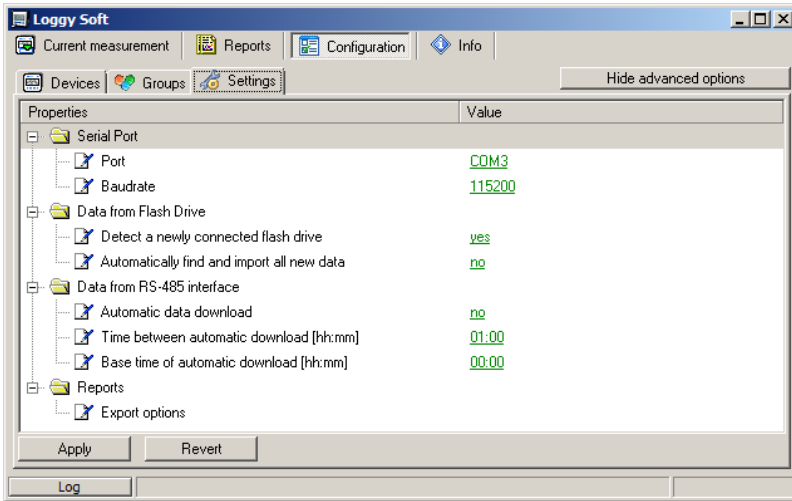 Loggy Soft
Current measurement Reports Configuration Info
Devices Groups Settings Hide advanced options
Properties Value
Serial Port
Port COM3
Baudrate 115200
Data from Flash Drive
Detect a newly connected flash drive yes
Automatically find and import all new data no
Data from RS-485 interface
Automatic data download no
Time between automatic download [hh:mm] 01:00
Base time of automatic download [hh:mm] 00:00
Reports
Export options
Apply Revert
Log